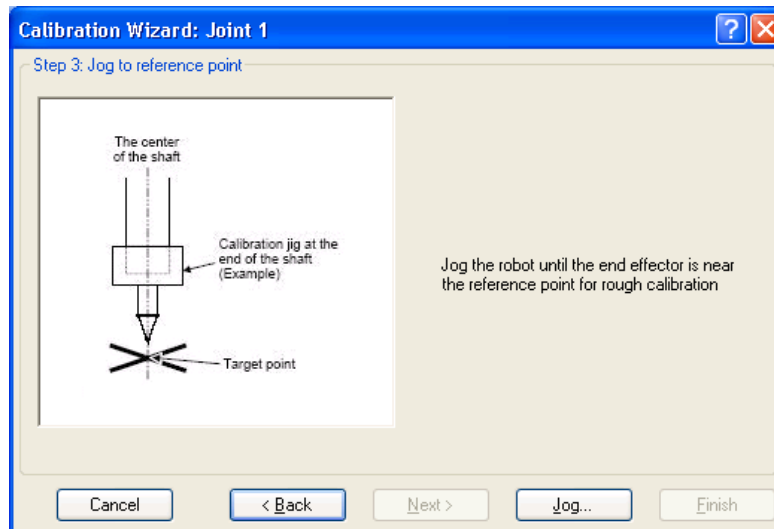 Calibration Wizard: Joint 1
Step 3: Jog to reference point
The center
of the shaft
Calibration jig at the
end of the shaft
(Example)
Target point
Jog the robot until the end effector is near
the reference point for rough calibration
Cancel
< Back
Next >
Jog...
Finish